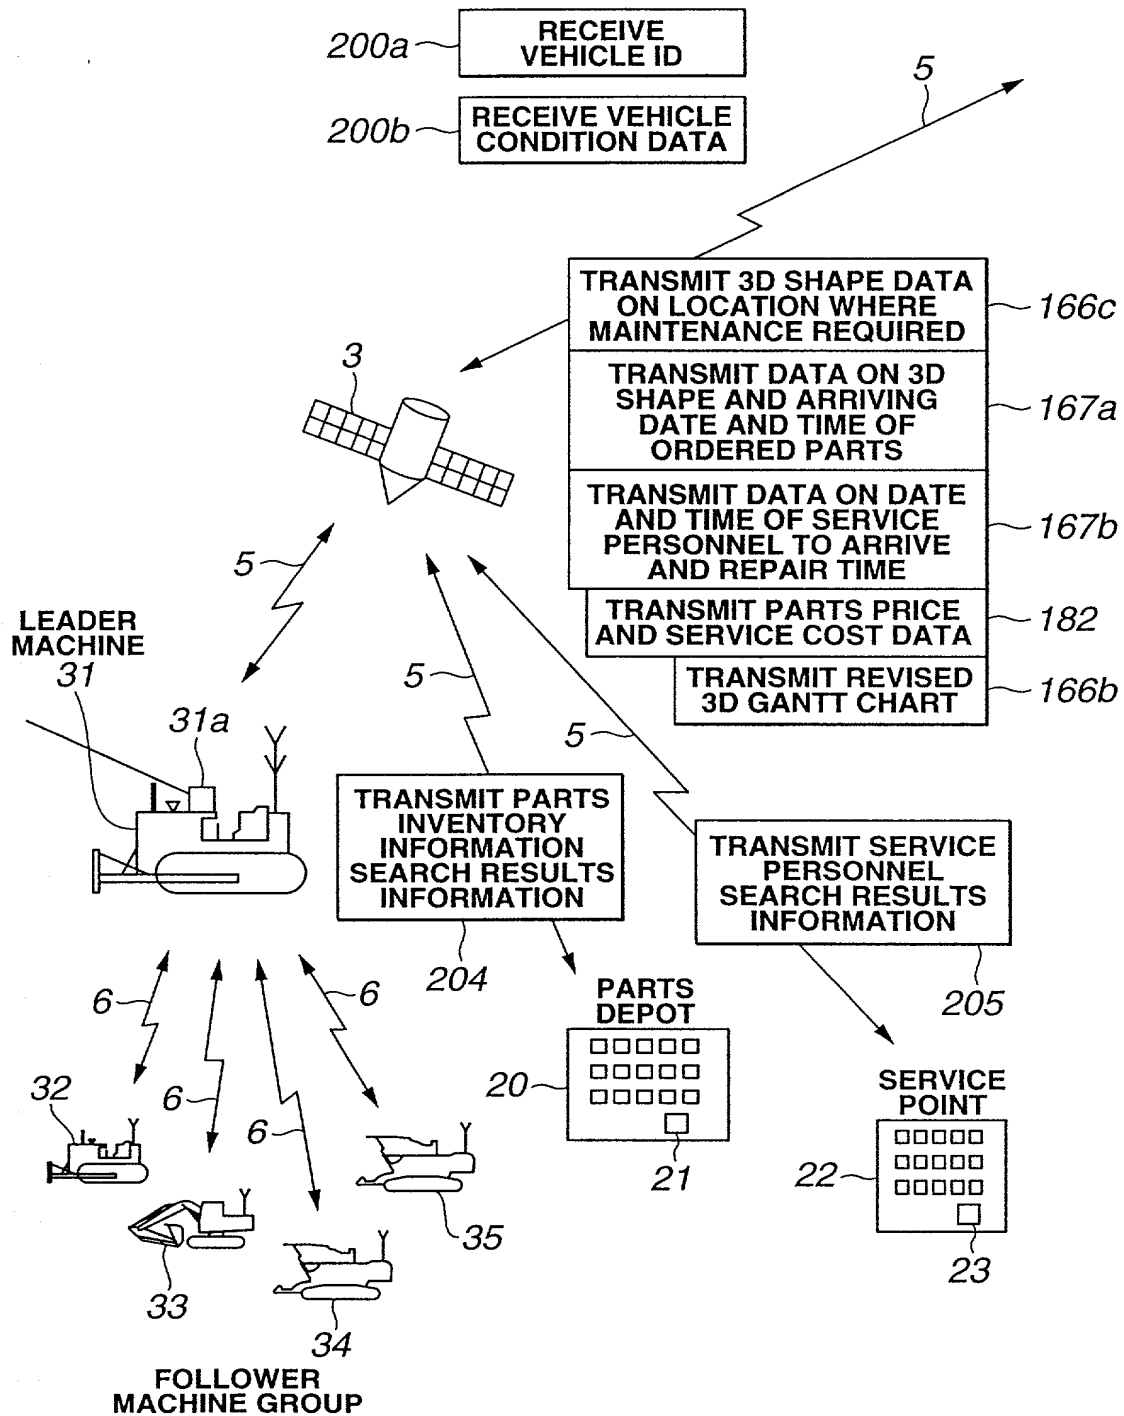 RECEIVE
VEHICLE ID
200a
RECEIVE VEHICLE
CONDITION DATA
200b
5
TRANSMIT 3D SHAPE DATA
ON LOCATION WHERE
MAINTENANCE REQUIRED
166c
TRANSMIT DATA ON 3D
SHAPE AND ARRIVING
DATE AND TIME OF
ORDERED PARTS
167a
TRANSMIT DATA ON DATE
AND TIME OF SERVICE
PERSONNEL TO ARRIVE
AND REPAIR TIME
167b
TRANSMIT PARTS PRICE
AND SERVICE COST DATA
182
TRANSMIT REVISED
3D GANTT CHART
166b
3
5
5
5
LEADER
MACHINE
31
31a
TRANSMIT PARTS
INVENTORY
INFORMATION
SEARCH RESULTS
INFORMATION
204
TRANSMIT SERVICE
PERSONNEL
SEARCH RESULTS
INFORMATION
205
6
6
6
6
PARTS
DEPOT
20
21
SERVICE
POINT
22
23
32
33
34
35
FOLLOWER
MACHINE GROUP